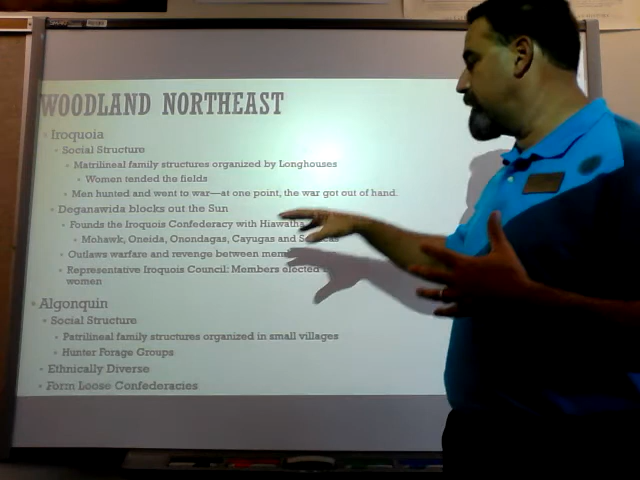 WOODLAND NORTHEAST
Iroquoia
Social Structure
Matrilineal family structures organized by Longhouses
Women tended the fields
Men hunted and went to war—at one point, the war got out of hand.
Deganawida blocks out the Sun
Founds the Iroquois Confederacy with Hiawatha
Mohawk, Oneida, Onondagas, Cayugas and
Outlaws warfare and revenge between
Representative Iroquois Council: Members elected
women
Algonquin
Social Structure
Patrilineal family structures organized in small villages
Hunter Forage Groups
Ethnically Diverse
Form Loose Confederacies